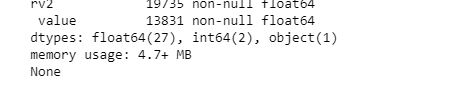 rv2 19735 non-null float64
value 13831 non-null float64
dtypes: float64(27), int64(2), object(1)
memory usage: 4.7+ MB
None